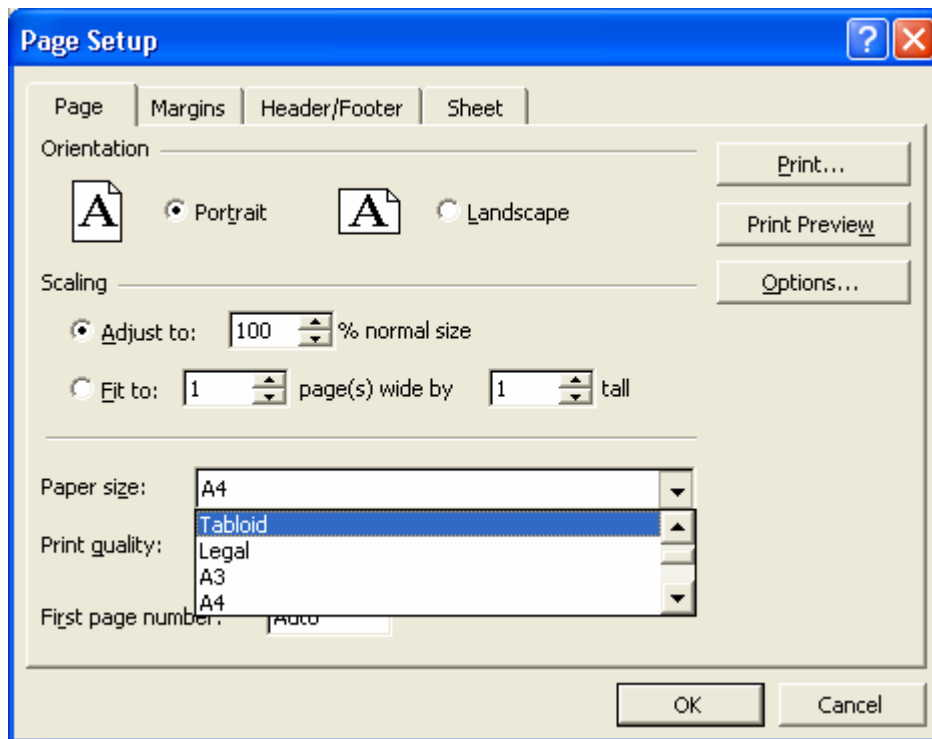 Page Setup
Page Margins Header/Footer Sheet
Orientation
Print...
A Portrait A Landscape
Print Preview
Scaling
Options...
Adjust to: 100 % normal size
Fit to: 1 page(s) wide by 1 tall
Paper size: A4
Tabloid
Print quality:
Legal
A3
A4
First page number: Auto
OK Cancel